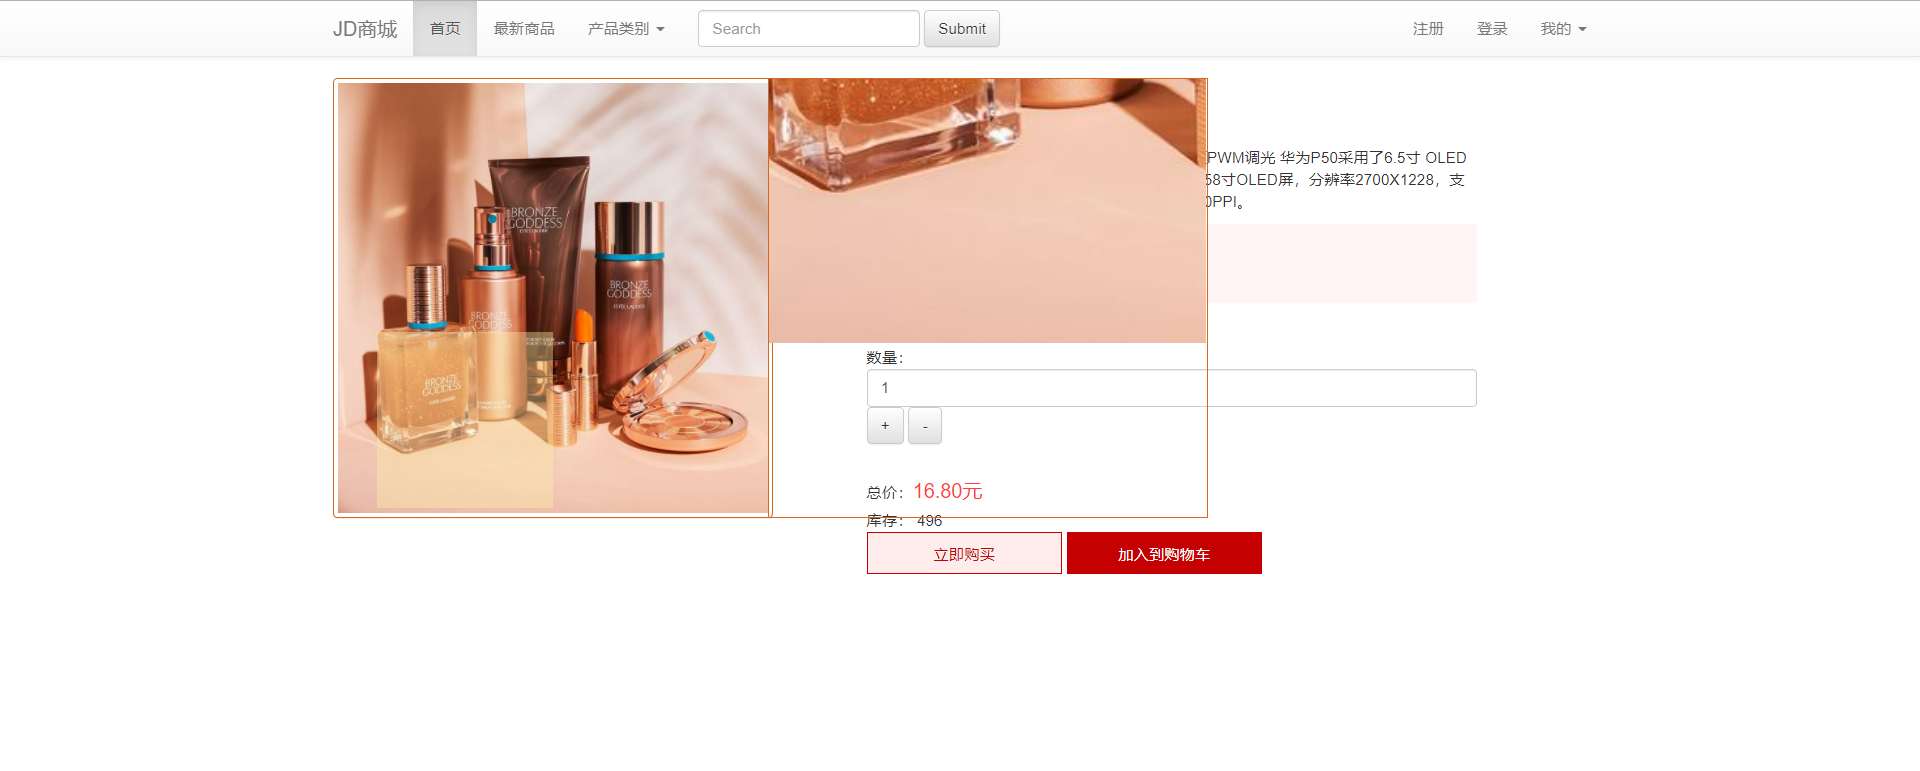 JD商城 首页 最新商品 产品类别 Search Submit 注册 登录 我的
BRONZE
GODDESS
ESTEE LAUDER
BRONZE
GODDESS
ESTEE LAUDER
BRONZE
GODDESS
BRONZE
GODDESS
PWM调光 华为P50采用了6.5寸 OLED
58寸OLED屏，分辨率2700X1228，支
0PPI。
数量：
1
+ -
总价：16.80元
库存： 496
立即购买 加入到购物车